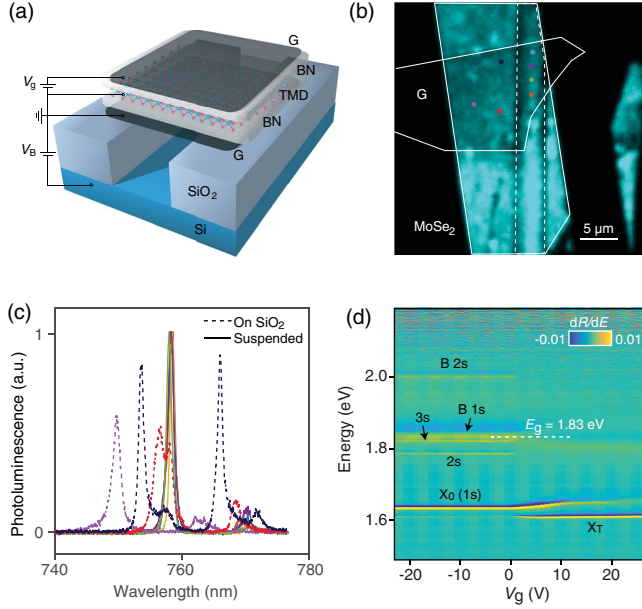 (a)
G
BN
TMD
BN
G
Vg
VB
SiO2
Si
(b)
G
MoSe2
5 μm
(c)
Photoluminescence (a.u.)
1
0
On SiO2
Suspended
740
760
780
Wavelength (nm)
(d)
dR/dE
-0.01
0.01
Energy (eV)
2.0
1.8
1.6
B 2s
3s
B 1s
Eg = 1.83 eV
2s
X0 (1s)
XT
-20
-10
0
10
20
Vg (V)